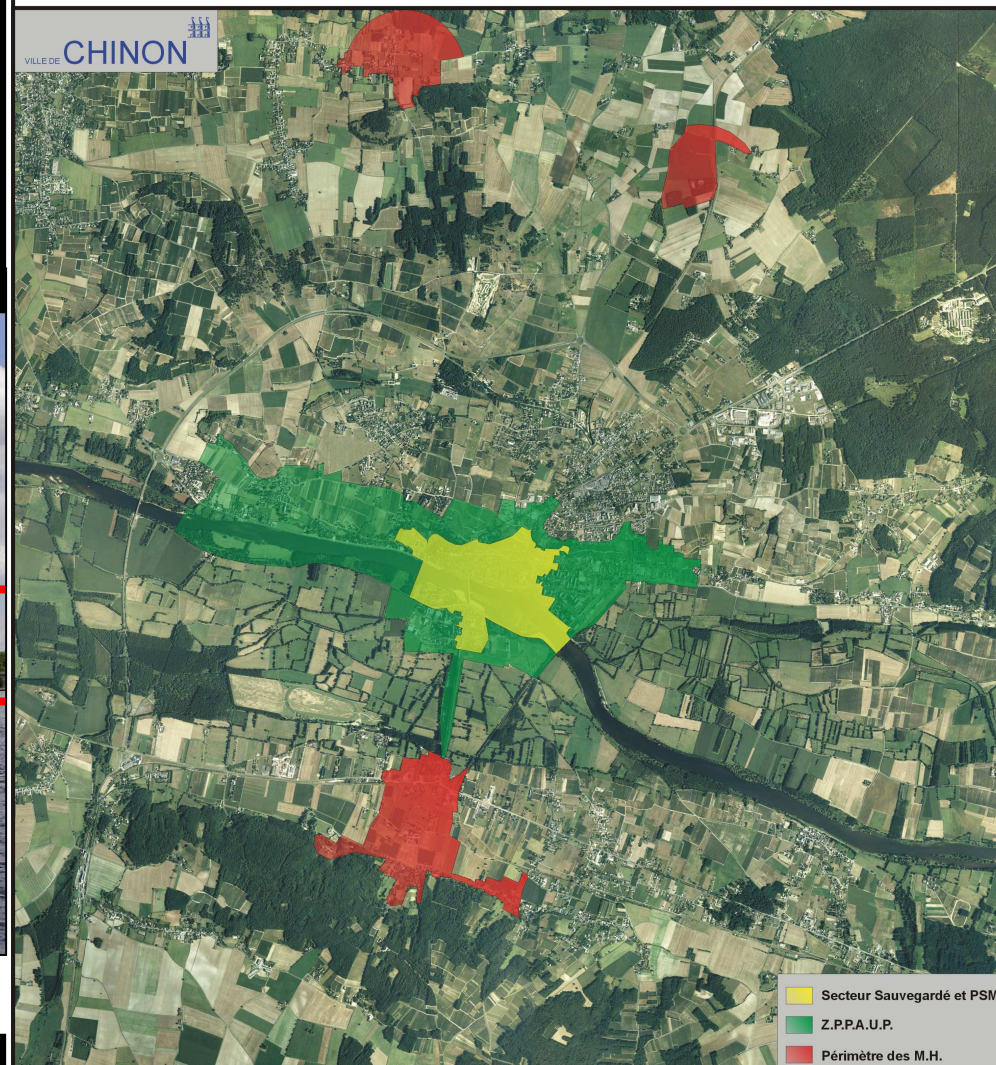 VILLE DE CHINON
Secteur Sauvegardé et PSM
Z.P.P.A.U.P.
Périmètre des M.H.